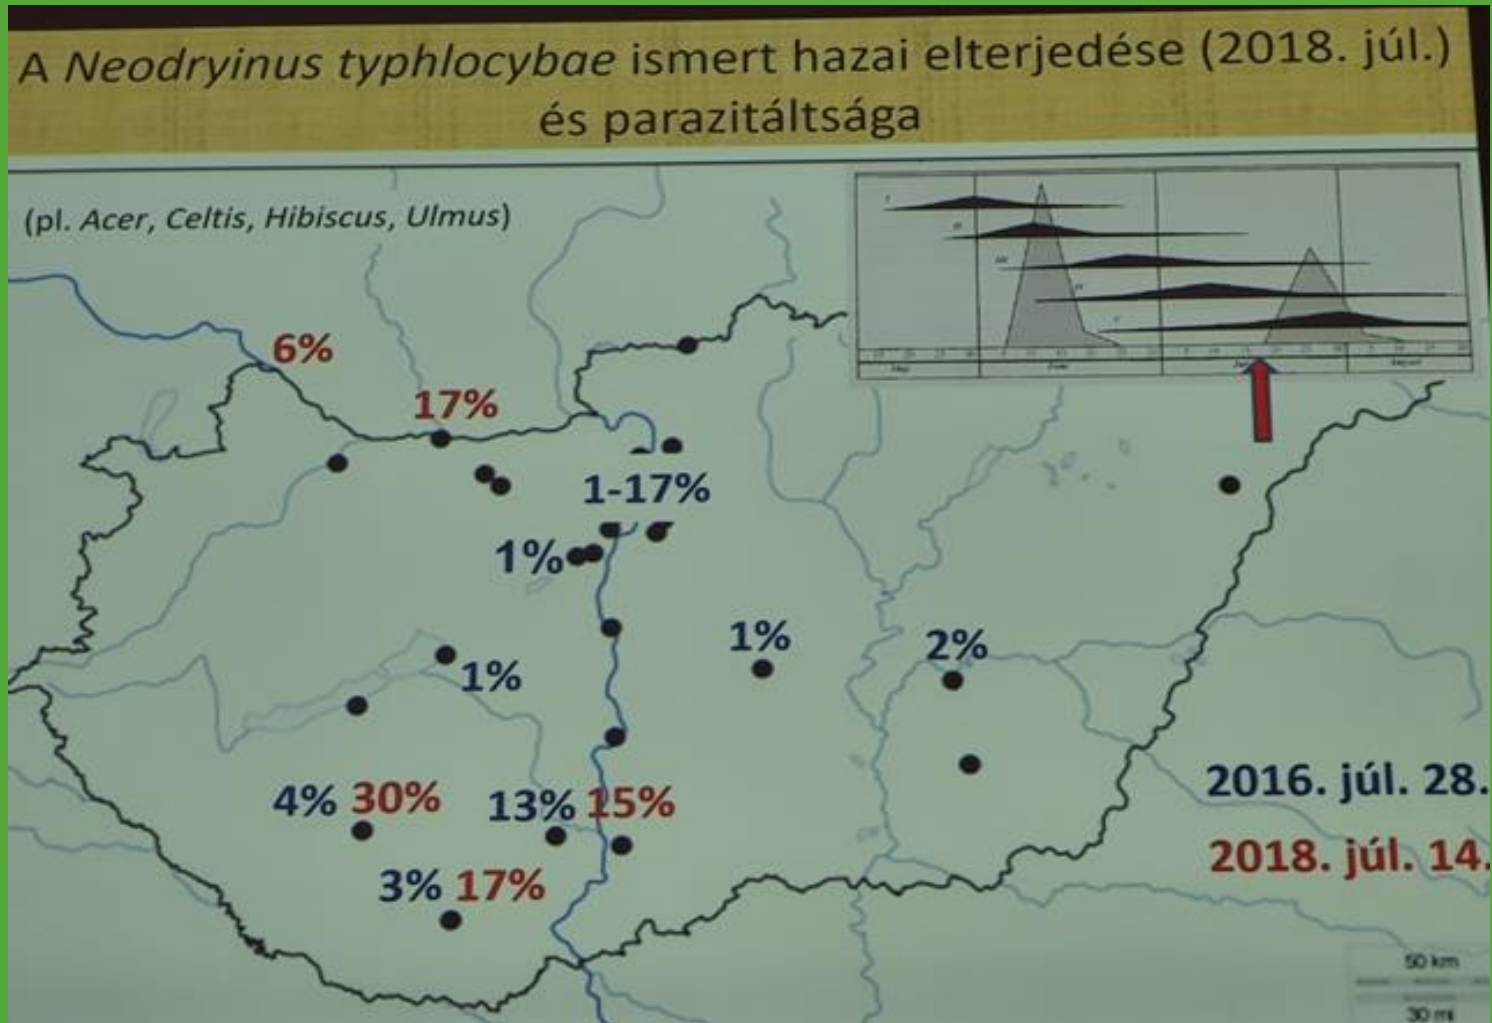 A Neodryinus typhlocybae ismert hazai elterjedése (2018. júl.)
és parazitáltsága
(pl. Acer, Celtis, Hibiscus, Ulmus)
6%
17%
1-17%
1%
1%
2%
1%
4% 30%
13% 15%
3% 17%
2016. júl. 28.
2018. júl. 14.
50 km
30 mi